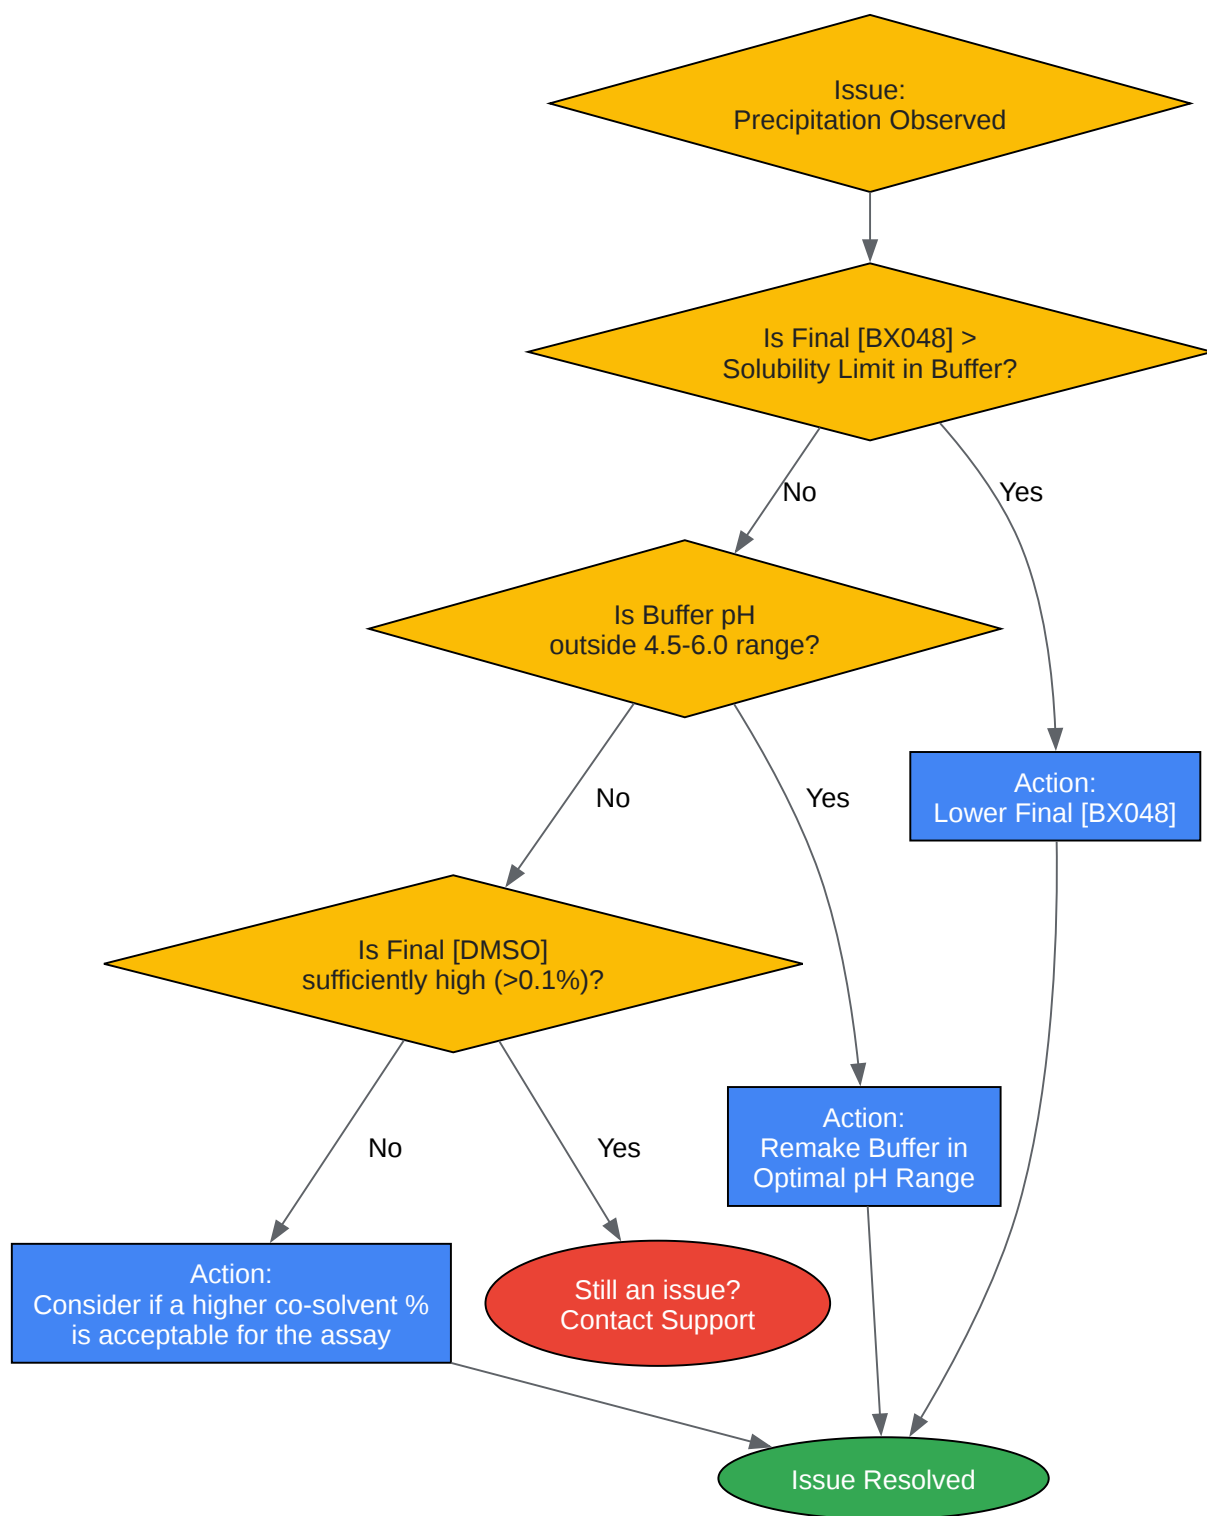 Issue:
Precipitation Observed
Is Final [BX048] >
Solubility Limit in Buffer?
No
Yes
Is Buffer pH
outside 4.5-6.0 range?
No
Yes
Action:
Lower Final [BX048]
Is Final [DMSO]
sufficiently high (>0.1%)?
No
Yes
Action:
Remake Buffer in
Optimal pH Range
Action:
Consider if a higher co-solvent %
is acceptable for the assay
Still an issue?
Contact Support
Issue Resolved